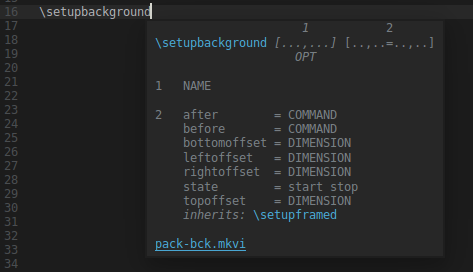 16 \setupbackground
17 1 2
18 \setupbackground [...,...] [..,..=..,..]
19 OPT
20
21 1 NAME
22
23 2 after = COMMAND
24 before = COMMAND
25 bottomoffset = DIMENSION
26 leftoffset = DIMENSION
27 rightoffset = DIMENSION
28 state = start stop
29 topoffset = DIMENSION
30 inherits: \setupframed
31
32 pack-bck.mkvi
33
34